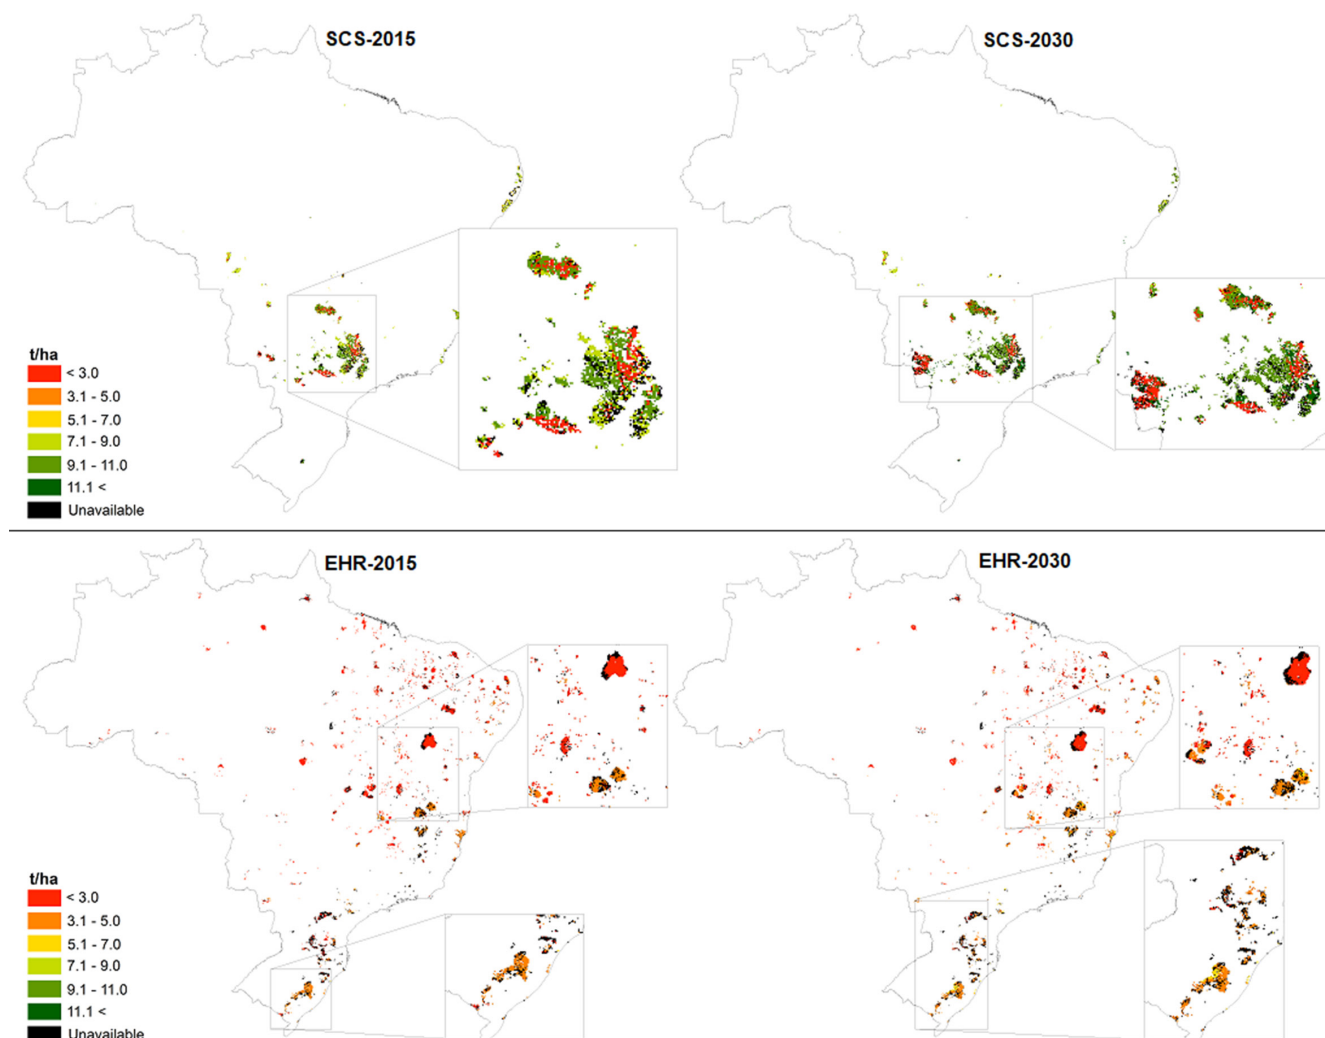 SCS-2015
SCS-2030
t/ha
< 3.0
3.1 - 5.0
5.1 - 7.0
7.1 - 9.0
9.1 - 11.0
11.1 <
Unavailable
EHR-2015
EHR-2030
t/ha
< 3.0
3.1 - 5.0
5.1 - 7.0
7.1 - 9.0
9.1 - 11.0
11.1 <
Unavailable